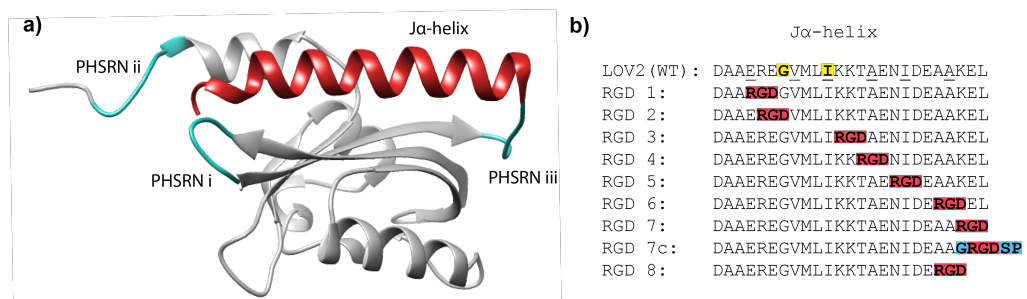 a)
Jα-helix
PHSRN ii
PHSRN i
PHSRN iii
b)
Jα-helix
LOV2(WT): DAAEREGVMLIKKTAENIDEAAKEL
RGD 1: DAARGDGVMLIKKTAENIDEAAKEL
RGD 2: DAAERGDVMLIKKTAENIDEAAKEL
RGD 3: DAAEREGVMLIRGDAENIDEAAKEL
RGD 4: DAAEREGVMLIKKRGDNIDEAAKEL
RGD 5: DAAEREGVMLIKKTAERGDEAAKEL
RGD 6: DAAEREGVMLIKKTAENIDERGDEL
RGD 7: DAAEREGVMLIKKTAENIDEAARGD
RGD 7c: DAAEREGVMLIKKTAENIDEAAGRGDSP
RGD 8: DAAEREGVMLIKKTAENIDERGD